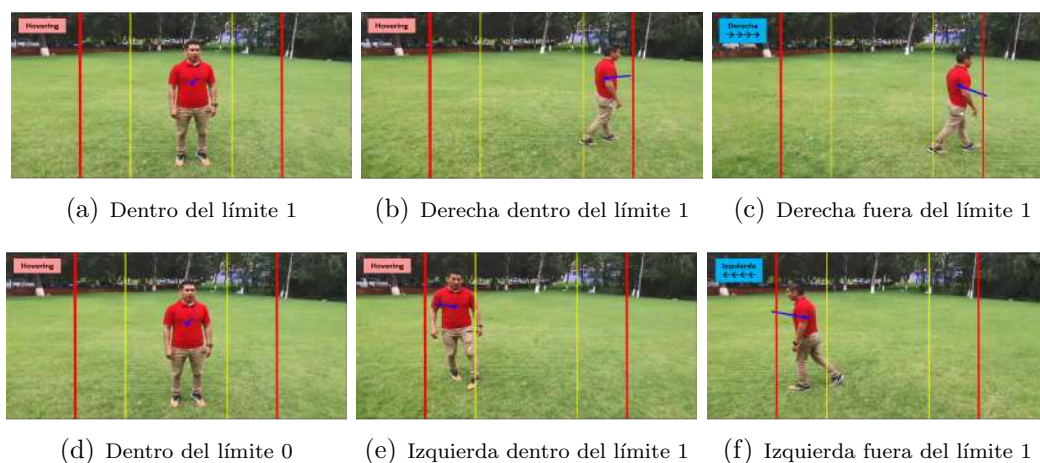 Hovering
Hovering
Derecha
→→→→
(a) Dentro del límite 1
(b) Derecha dentro del límite 1
(c) Derecha fuera del límite 1
Hovering
Hovering
Izquierda
←←←←
(d) Dentro del límite 0
(e) Izquierda dentro del límite 1
(f) Izquierda fuera del límite 1